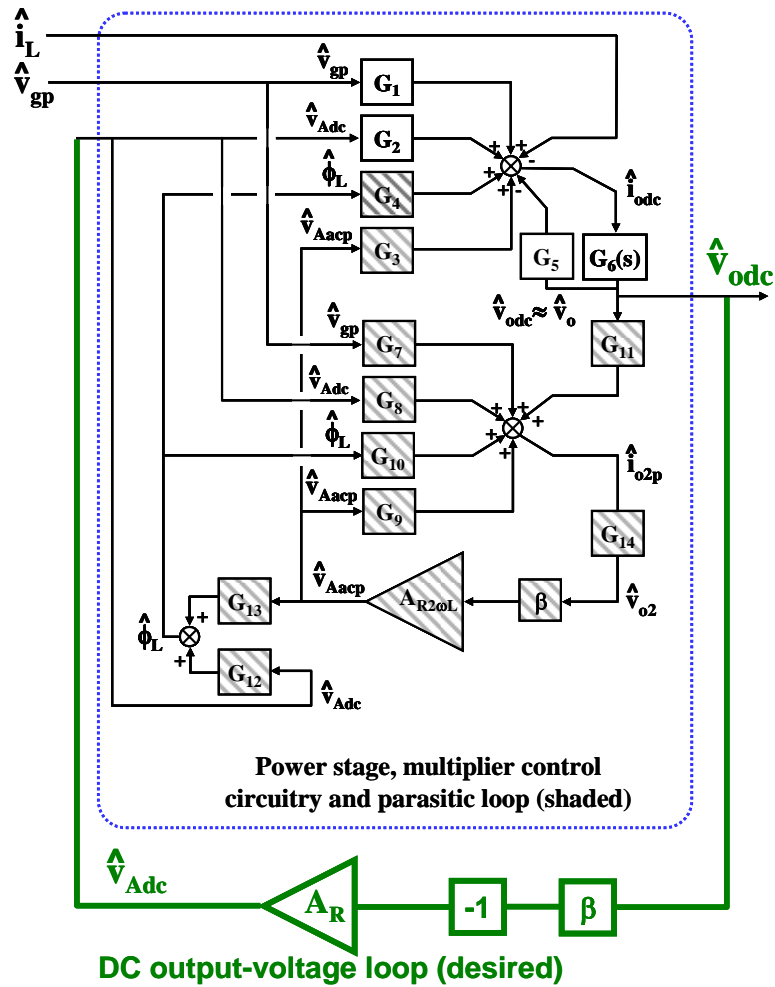 î_L
v̂_gp
v̂_gp
G₁
v̂_Adc
G₂
+
+
+
-
φ̂_L
G₄
+
+
-
î_odc
v̂_Aacp
G₃
G₅
G₆(s)
v̂_odc
v̂_odc ≈ v̂_o
v̂_gp
G₇
G₁₁
v̂_Adc
G₈
+
+
+
φ̂_L
G₁₀
+
+
î_o2p
v̂_Aacp
G₉
G₁₄
v̂_Aacp
A_R2ωL
β
v̂_o2
G₁₃
+
φ̂_L
+
G₁₂
v̂_Adc
Power stage, multiplier control
circuitry and parasitic loop (shaded)
v̂_Adc
A_R
-1
β
DC output-voltage loop (desired)